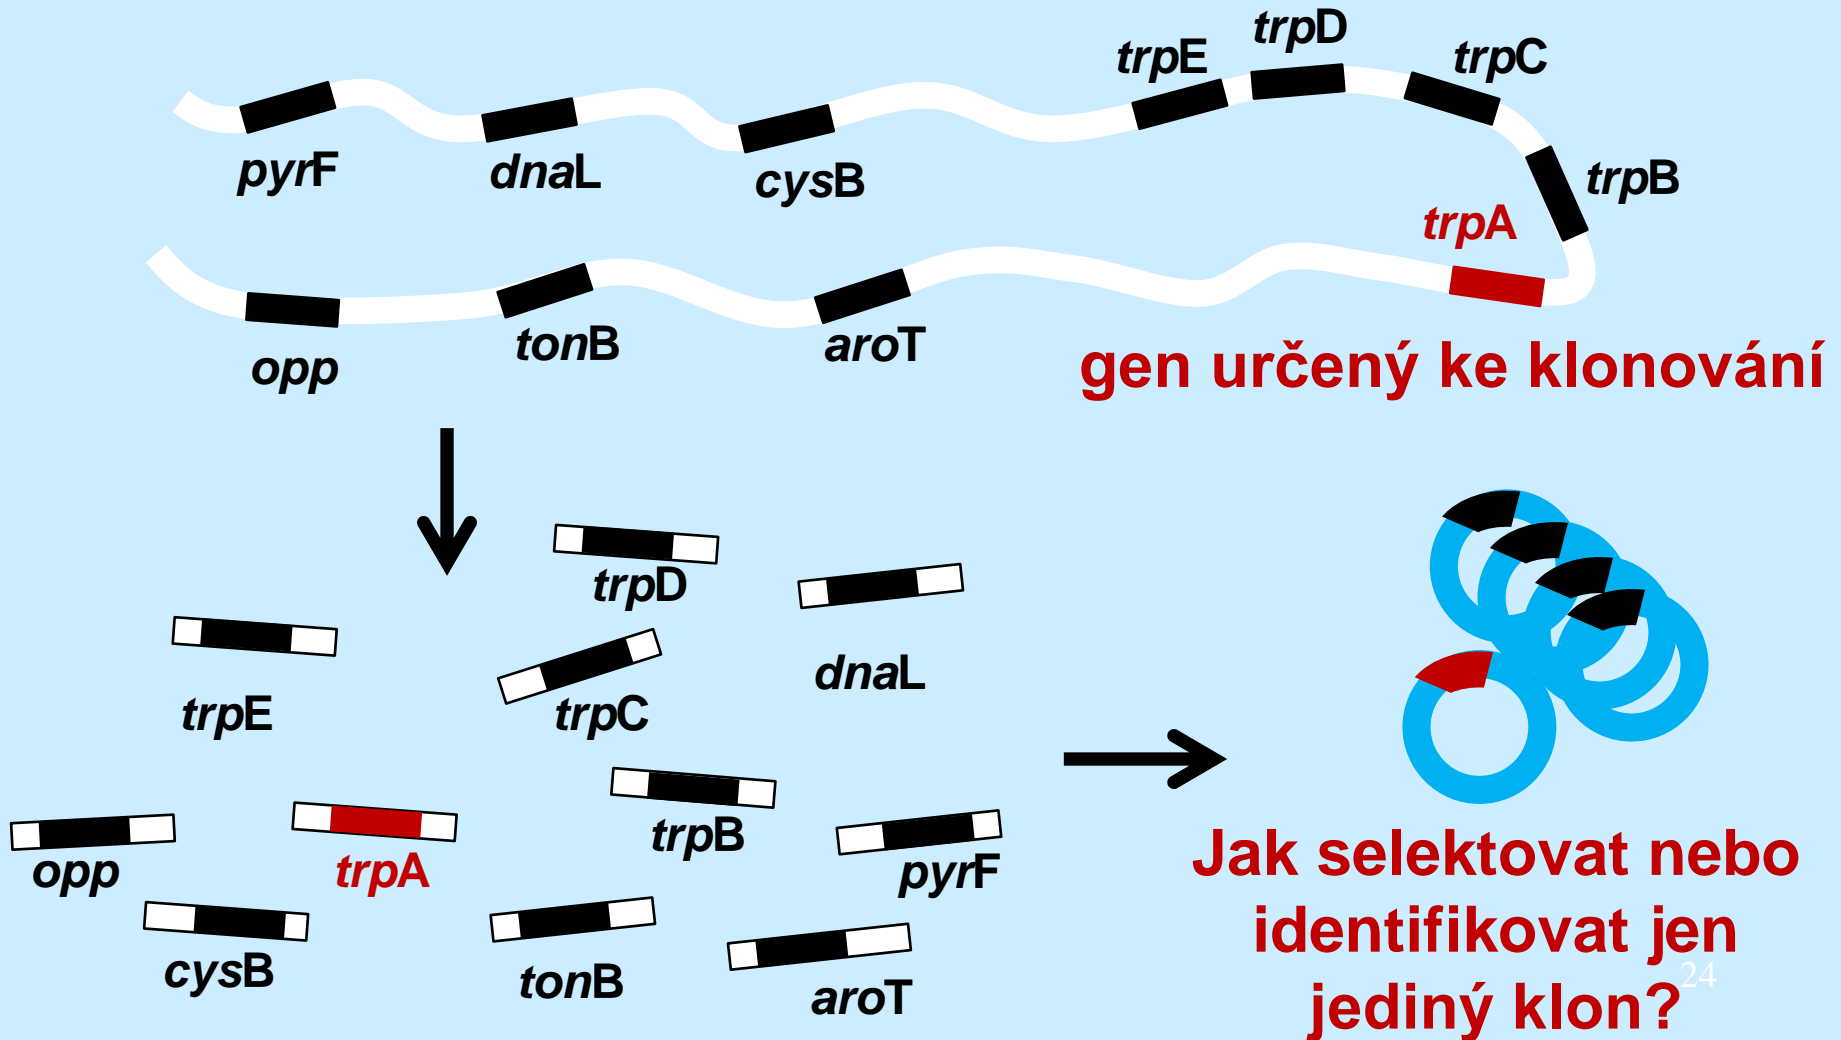 trpE
trpD
trpC
pyrF
dnaL
cysB
trpB
trpA
opp
tonB
aroT
gen určený ke klonování
trpD
dnaL
trpE
trpC
opp
trpA
trpB
pyrF
cysB
tonB
aroT
Jak selektovat nebo
identifikovat jen
jediný klon?
24